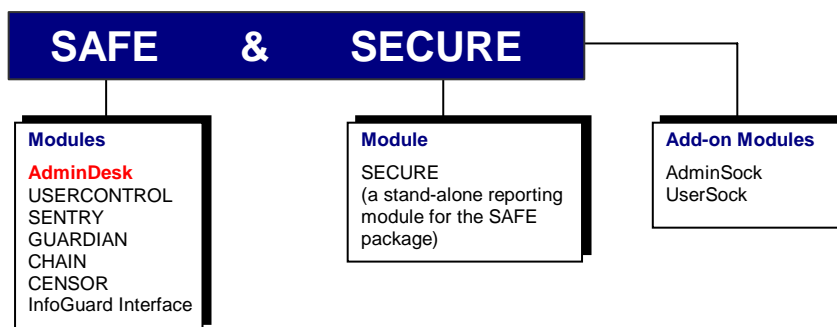 SAFE & SECURE
Modules
AdminDesk
USERCONTROL
SENTRY
GUARDIAN
CHAIN
CENSOR
InfoGuard Interface
Module
SECURE
(a stand-alone reporting
module for the SAFE
package)
Add-on Modules
AdminSock
UserSock